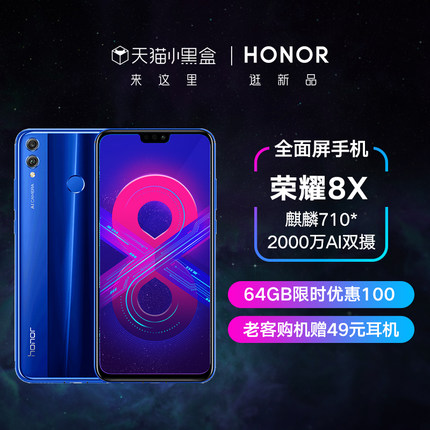 天猫小黑盒 | HONOR
来这里 逛新品
全面屏手机
荣耀8X
麒麟710*
2000万AI双摄
64GB限时优惠100
老客购机赠49元耳机
AI CAMERA
honor